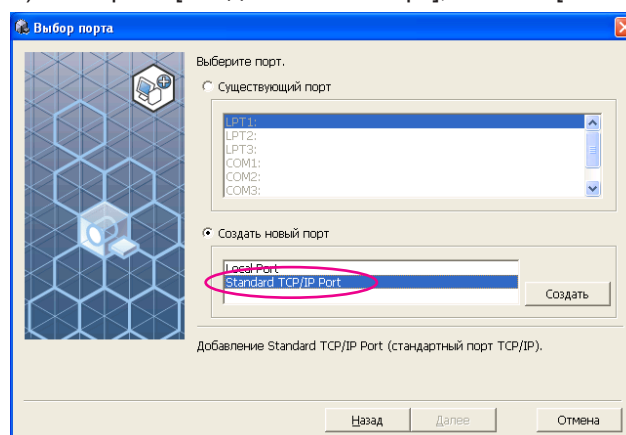 Выбор порта
Выберите порт.
Существующий порт
LPT1:
LPT2:
LPT3:
COM1:
COM2:
COM3:
Создать новый порт
Local Port
Standard TCP/IP Port
Создать
Добавление Standard TCP/IP Port (стандартный порт TCP/IP).
Назад Далее Отмена